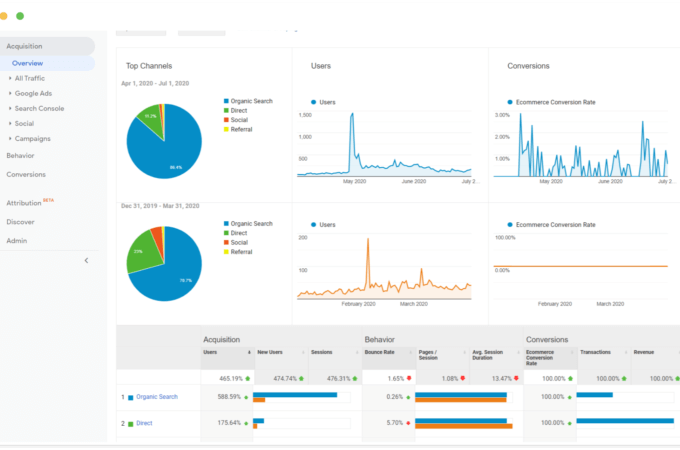 Acquisition
Overview
All Traffic
Google Ads
Search Console
Social
Campaigns
Behavior
Conversions
Attribution BETA
Discover
Admin
Top Channels
Apr 1, 2020 - Jul 1, 2020
Organic Search
Direct
Social
Referral
Users
Users
1,500
1,000
500
May 2020
June 2020
July 2...
Conversions
Ecommerce Conversion Rate
3.00%
2.00%
1.00%
May 2020
June 2020
July 2...
Dec 31, 2019 - Mar 31, 2020
Organic Search
Direct
Social
Referral
Users
200
100
February 2020
March 2020
Ecommerce Conversion Rate
100.00%
0.00%
February 2020
March 2020
Acquisition
Behavior
Conversions
Users
New Users
Sessions
Bounce Rate
Pages / Session
Avg. Session Duration
Ecommerce Conversion Rate
Transactions
Revenue
465.19%
474.74%
476.31%
1.65%
1.08%
13.47%
100.00%
100.00%
100.00%
1
Organic Search
588.59%
0.26%
100.00%
2
Direct
175.64%
5.70%
100.00%